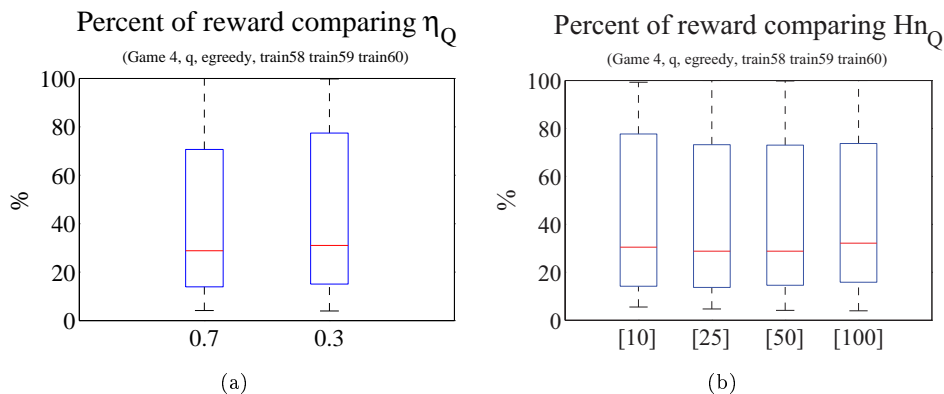 Percent of reward comparing ηQ
(Game 4, q, egreedy, train58 train59 train60)
100
80
60
40
20
0
%
0.7 0.3
(a)
Percent of reward comparing HnQ
(Game 4, q, egreedy, train58 train59 train60)
100
80
60
40
20
0
%
[10] [25] [50] [100]
(b)